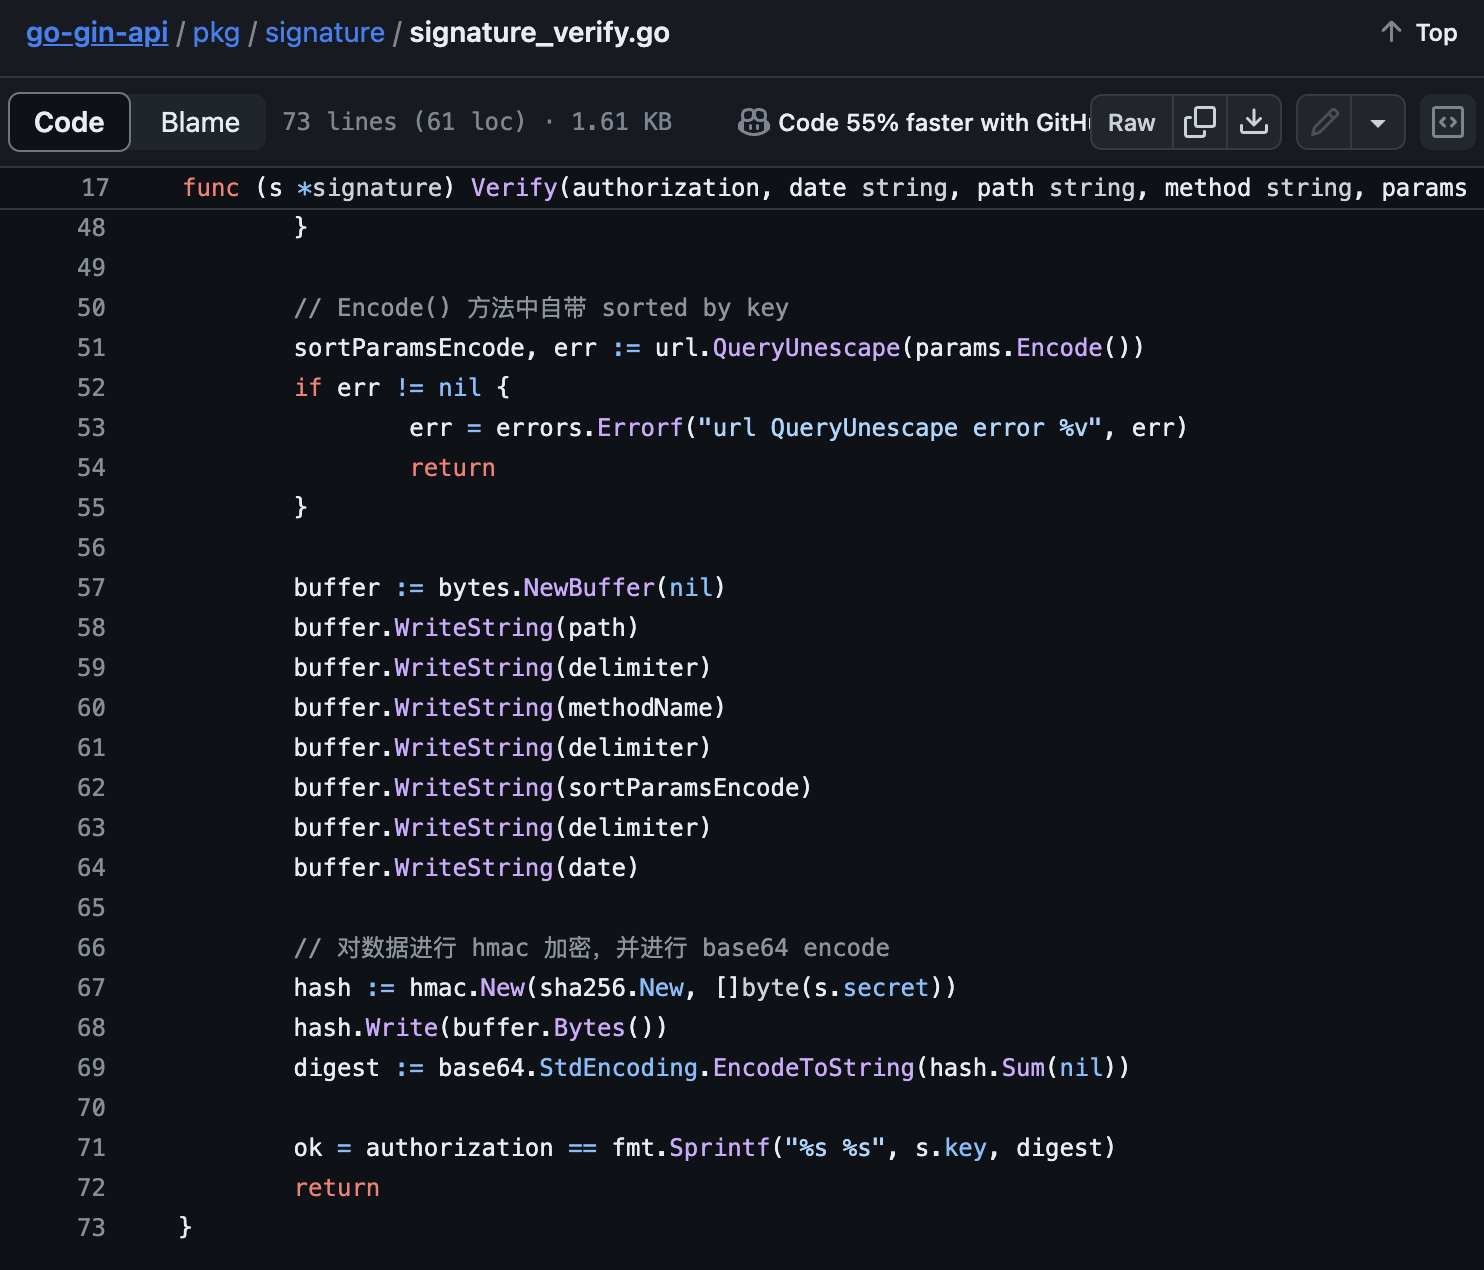 go-gin-api / pkg / signature / signature_verify.go
Top
Code Blame 73 lines (61 loc) · 1.61 KB Code 55% faster with GitHu Raw
17 func (s *signature) Verify(authorization, date string, path string, method string, params
48 }
49
50 // Encode() 方法中自带 sorted by key
51 sortParamsEncode, err := url.QueryUnescape(params.Encode())
52 if err != nil {
53 err = errors.Errorf("url QueryUnescape error %v", err)
54 return
55 }
56
57 buffer := bytes.NewBuffer(nil)
58 buffer.WriteString(path)
59 buffer.WriteString(delimiter)
60 buffer.WriteString(methodName)
61 buffer.WriteString(delimiter)
62 buffer.WriteString(sortParamsEncode)
63 buffer.WriteString(delimiter)
64 buffer.WriteString(date)
65
66 // 对数据进行 hmac 加密，并进行 base64 encode
67 hash := hmac.New(sha256.New, []byte(s.secret))
68 hash.Write(buffer.Bytes())
69 digest := base64.StdEncoding.EncodeToString(hash.Sum(nil))
70
71 ok = authorization == fmt.Sprintf("%s %s", s.key, digest)
72 return
73 }